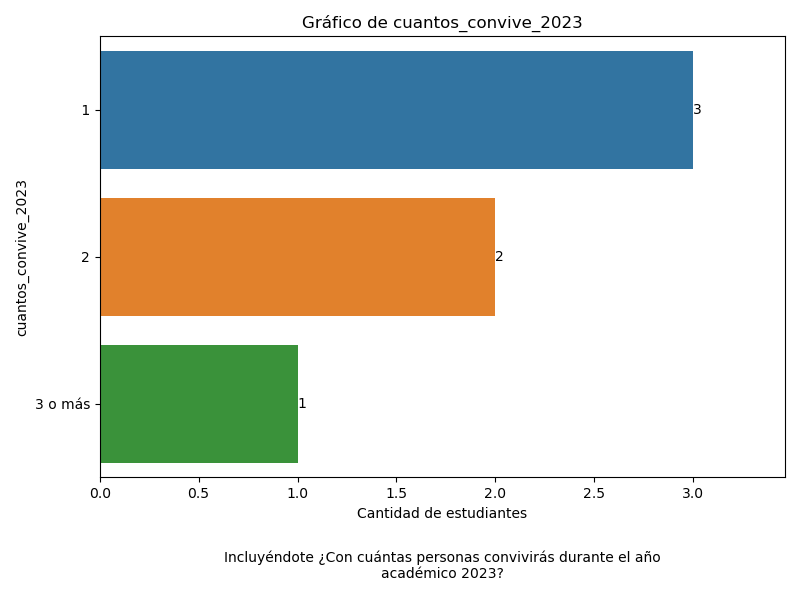 Gráfico de cuantos_convive_2023
cuantos_convive_2023
1
3
2
2
3 o más
1
0.0 0.5 1.0 1.5 2.0 2.5 3.0
Cantidad de estudiantes
Incluyéndote ¿Con cuántas personas convivirás durante el año
académico 2023?